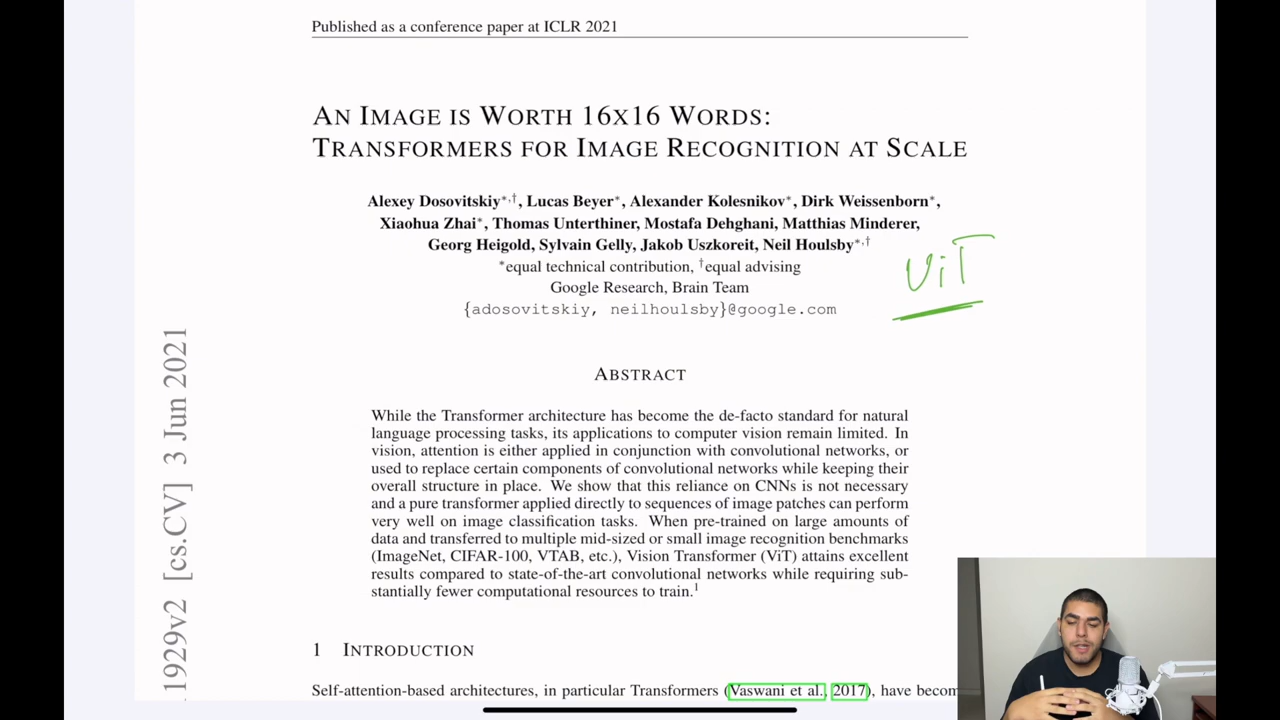 Published as a conference paper at ICLR 2021
AN IMAGE IS WORTH 16X16 WORDS:
TRANSFORMERS FOR IMAGE RECOGNITION AT SCALE
Alexey Dosovitskiy*,†, Lucas Beyer*, Alexander Kolesnikov*, Dirk Weissenborn*,
Xiaohua Zhai*, Thomas Unterthiner, Mostafa Dehghani, Matthias Minderer,
Georg Heigold, Sylvain Gelly, Jakob Uszkoreit, Neil Houlsby*,†
*equal technical contribution, †equal advising
Google Research, Brain Team
{adosovitskiy, neilhoulsby}@google.com
ViT
ABSTRACT
While the Transformer architecture has become the de-facto standard for natural
language processing tasks, its applications to computer vision remain limited. In
vision, attention is either applied in conjunction with convolutional networks, or
used to replace certain components of convolutional networks while keeping their
overall structure in place. We show that this reliance on CNNs is not necessary
and a pure transformer applied directly to sequences of image patches can perform
very well on image classification tasks. When pre-trained on large amounts of
data and transferred to multiple mid-sized or small image recognition benchmarks
(ImageNet, CIFAR-100, VTAB, etc.), Vision Transformer (ViT) attains excellent
results compared to state-of-the-art convolutional networks while requiring sub-
stantially fewer computational resources to train.1
1 INTRODUCTION
Self-attention-based architectures, in particular Transformers (Vaswani et al., 2017), have becom
1929v2 [cs.CV] 3 Jun 2021